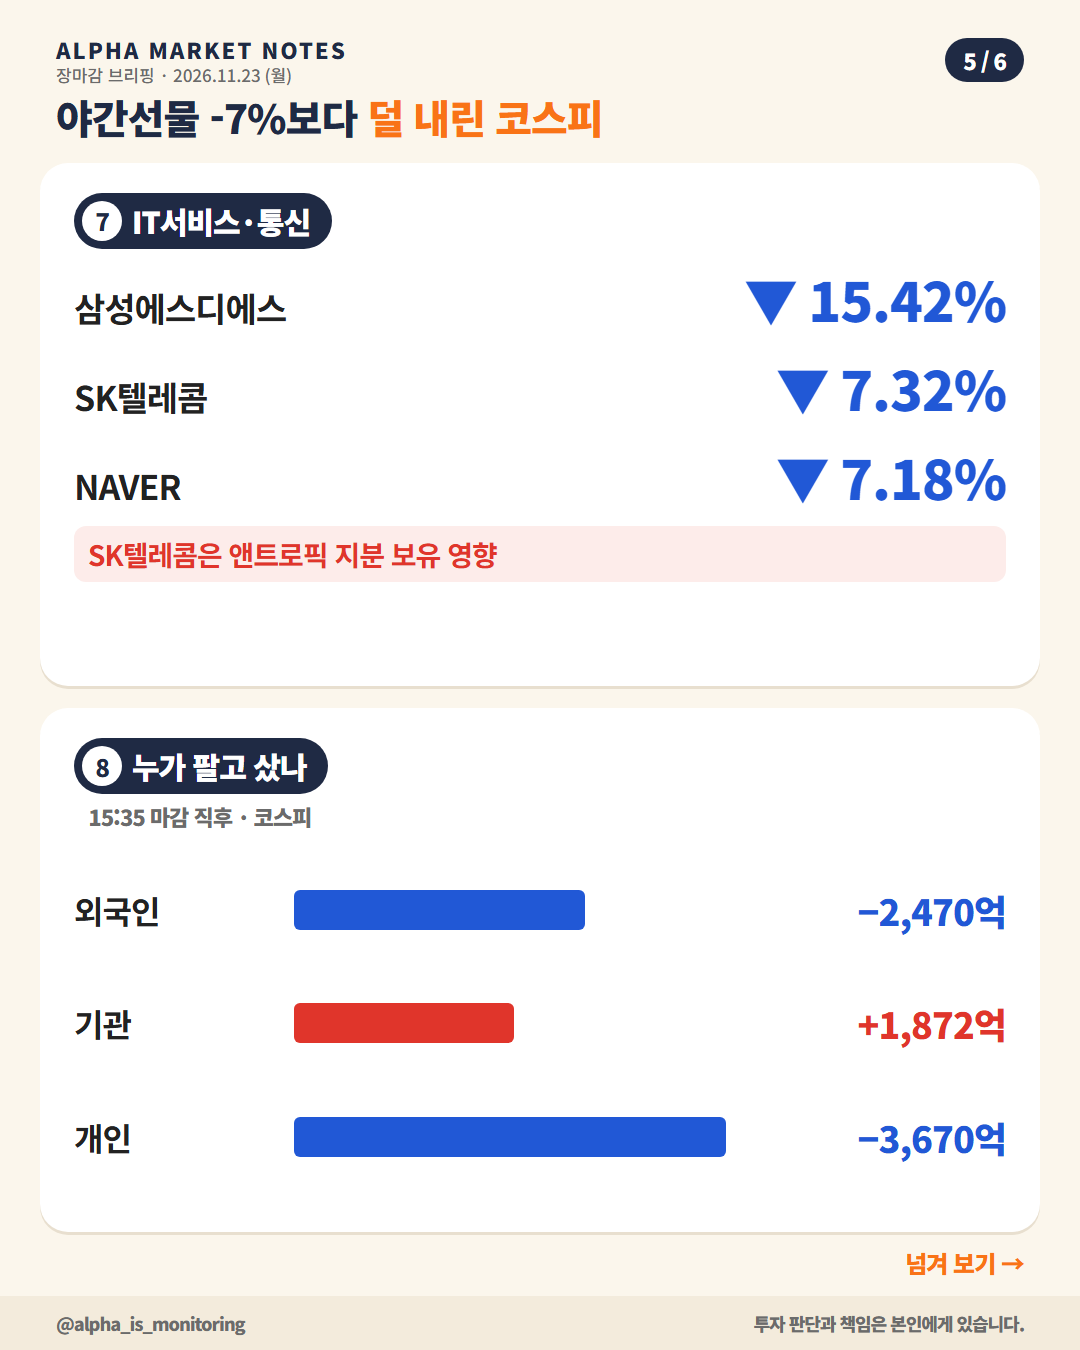 ALPHA MARKET NOTES
장마감 브리핑 · 2026.11.23 (월)
5 / 6
야간선물 -7%보다 덜 내린 코스피
7 IT서비스·통신
삼성에스디에스 ▼ 15.42%
SK텔레콤 ▼ 7.32%
NAVER ▼ 7.18%
SK텔레콤은 앤트로픽 지분 보유 영향
8 누가 팔고 샀나
15:35 마감 직후 · 코스피
외국인 −2,470억
기관 +1,872억
개인 −3,670억
넘겨 보기 →
@alpha_is_monitoring
투자 판단과 책임은 본인에게 있습니다.